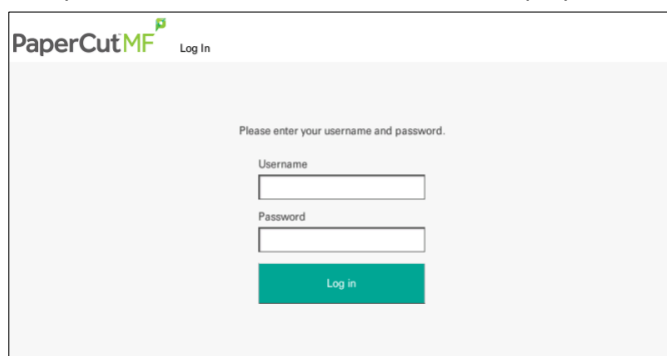 PaperCut MF Log In
Please enter your username and password.
Username
Password
Log in